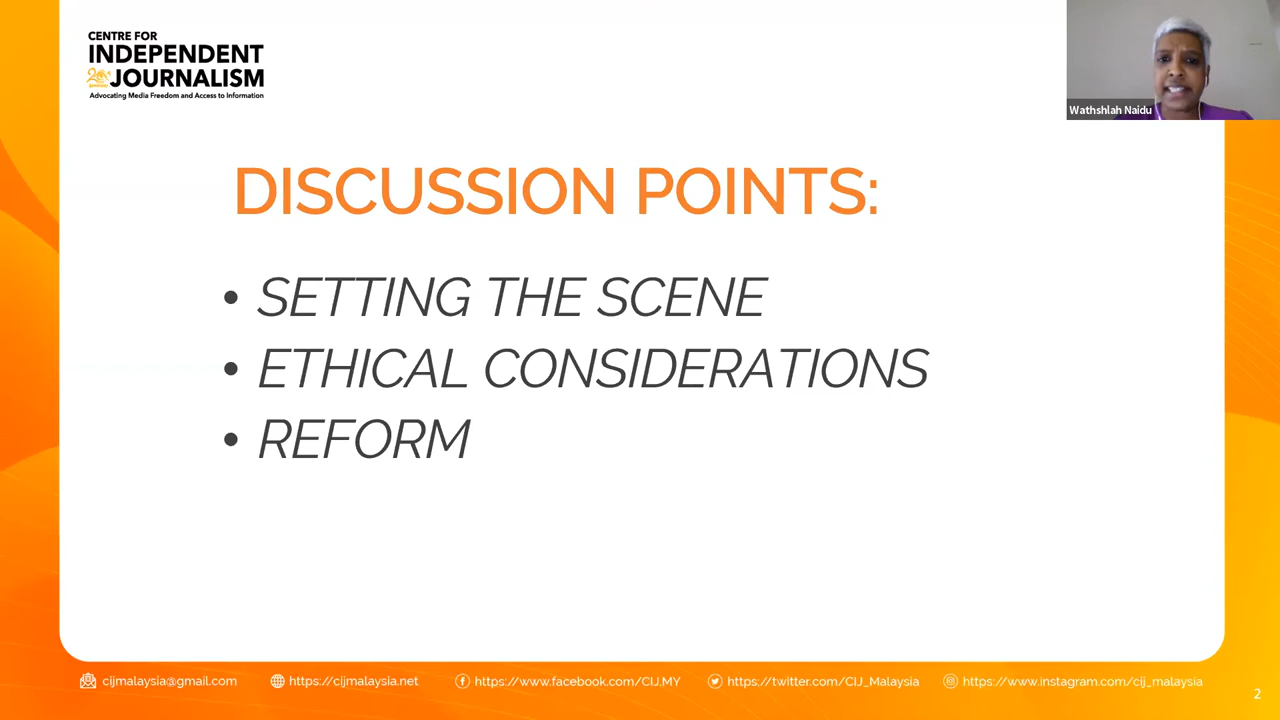 CENTRE FOR
INDEPENDENT
JOURNALISM
Advocating Media Freedom and Access to Information
Wathshlah Naidu
DISCUSSION POINTS:
• SETTING THE SCENE
• ETHICAL CONSIDERATIONS
• REFORM
cijmalaysia@gmail.com
https://cijmalaysia.net
https://www.facebook.com/CIJ.MY
https://twitter.com/CIJ_Malaysia
https://www.instagram.com/cij_malaysia
2